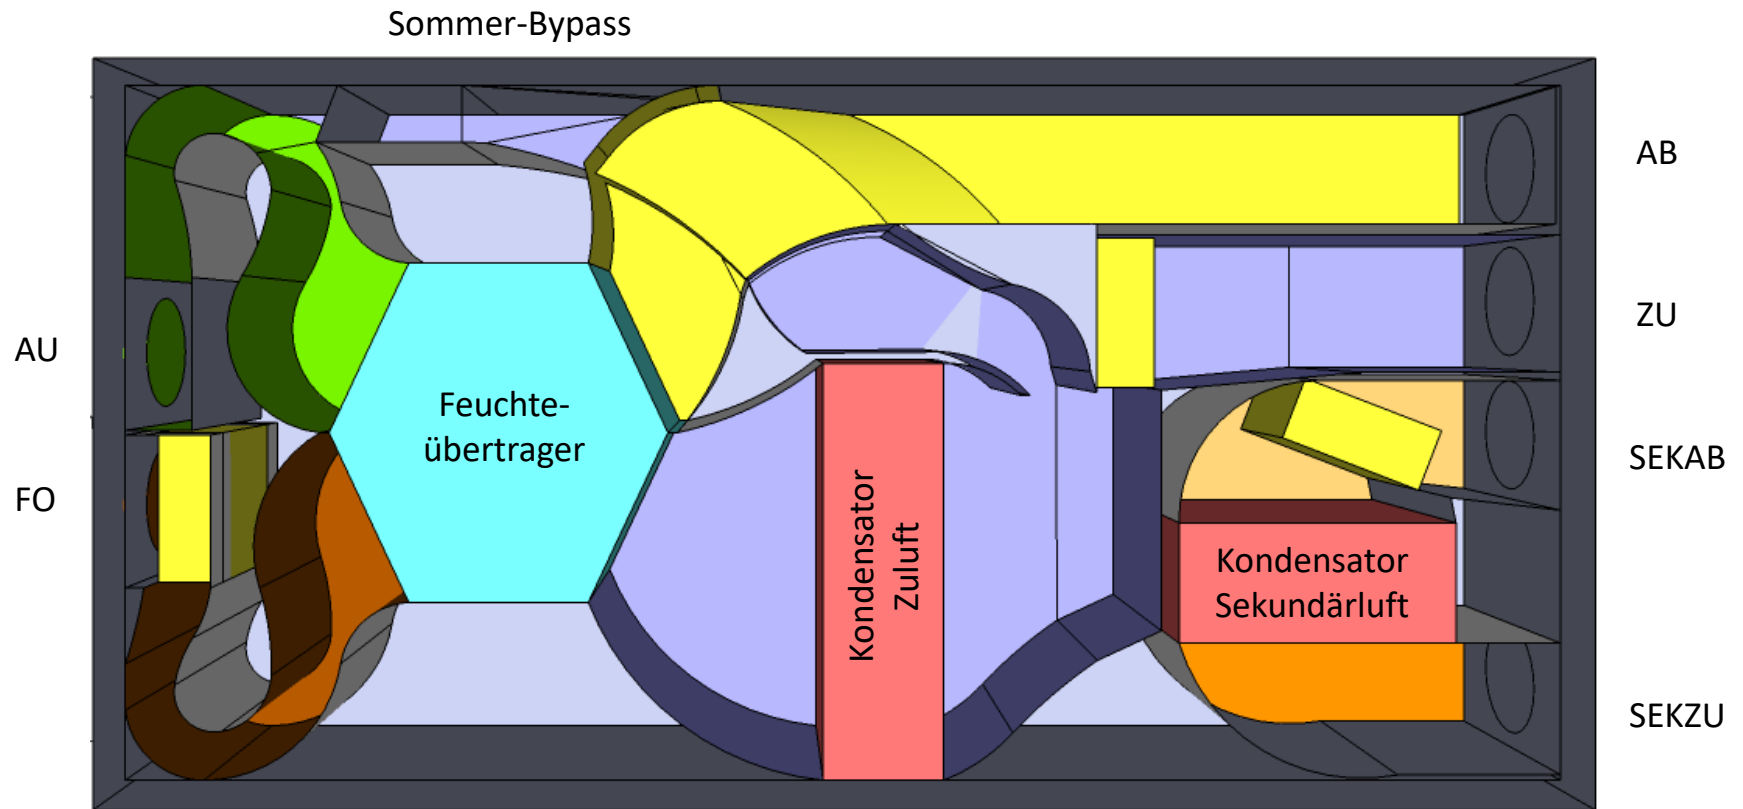 Sommer-Bypass
AB
ZU
AU
Feuchte-
übertrager
SEKAB
FO
Kondensator
Zuluft
Kondensator
Sekundärluft
SEKZU